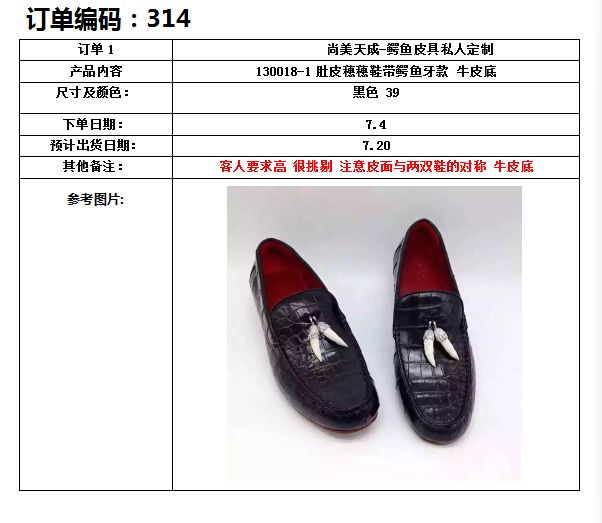 订单编码：314
订单1 尚美天成-鳄鱼皮具私人定制
产品内容 130018-1 肚皮穗穗鞋带鳄鱼牙款 牛皮底
尺寸及颜色： 黑色 39
下单日期： 7.4
预计出货日期： 7.20
其他备注： 客人要求高 很挑剔 注意皮面与两双鞋的对称 牛皮底
参考图片: